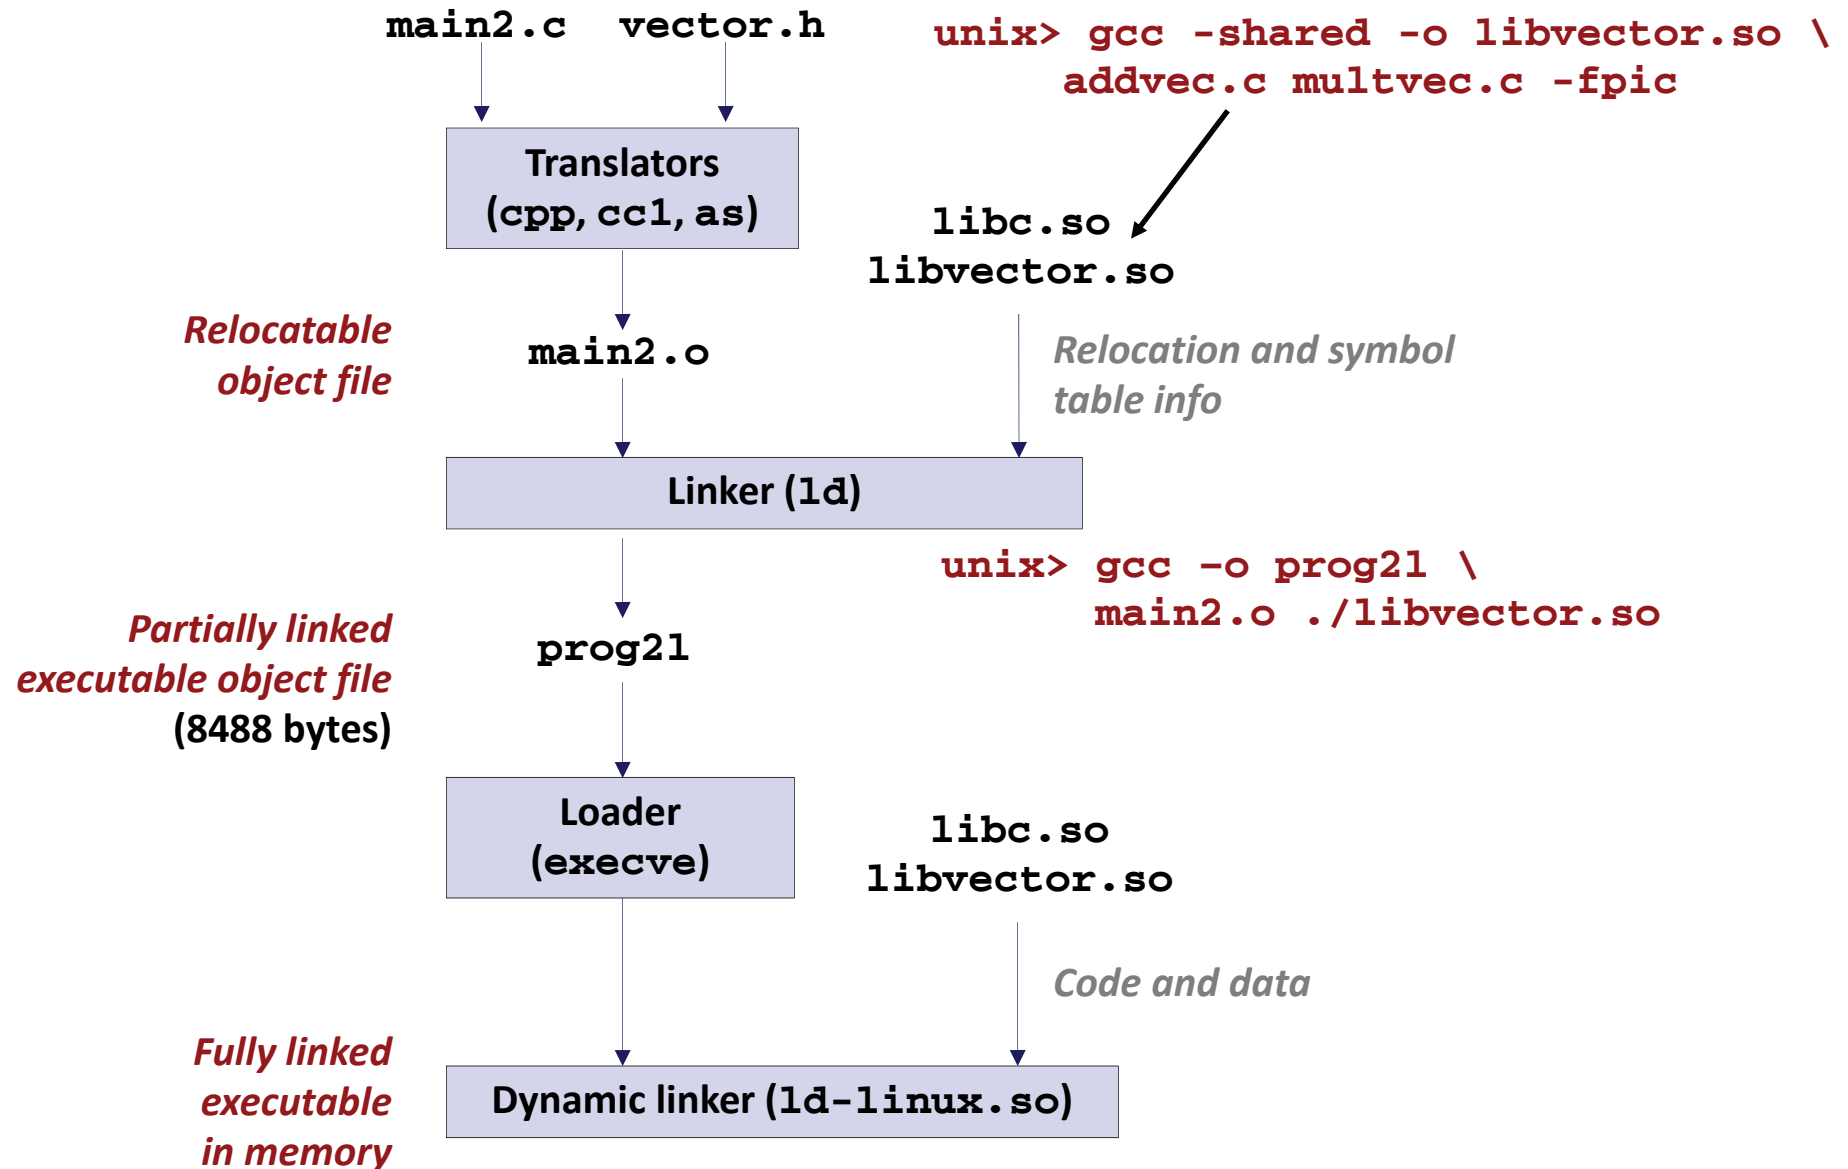 main2.c vector.h
unix> gcc -shared -o libvector.so \
addvec.c multvec.c -fpic
Translators
(cpp, cc1, as)
libc.so
libvector.so
Relocatable
object file
main2.o
Relocation and symbol
table info
Linker (ld)
unix> gcc –o prog2l \
main2.o ./libvector.so
Partially linked
executable object file
(8488 bytes)
prog2l
Loader
(execve)
libc.so
libvector.so
Code and data
Fully linked
executable
in memory
Dynamic linker (ld-linux.so)